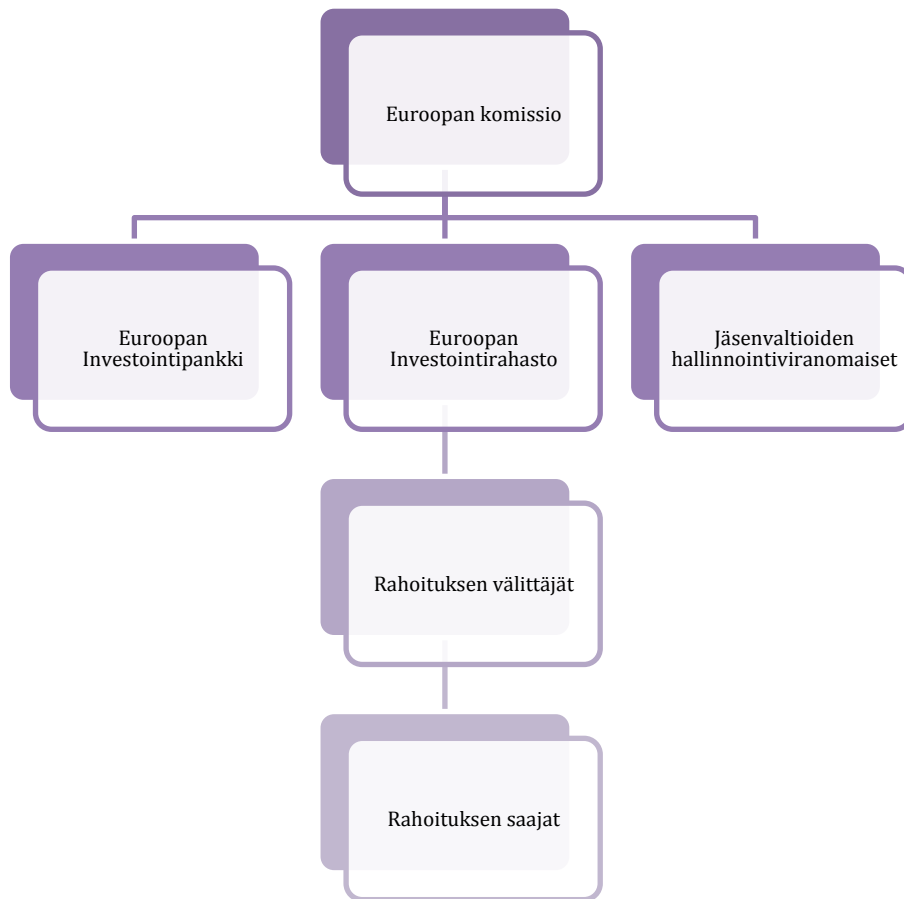 Euroopan komissio
Euroopan
Investointipankki
Euroopan
Investointirahasto
Jäsenvaltioiden
hallinnointiviranomaiset
Rahoituksen välittäjät
Rahoituksen saajat